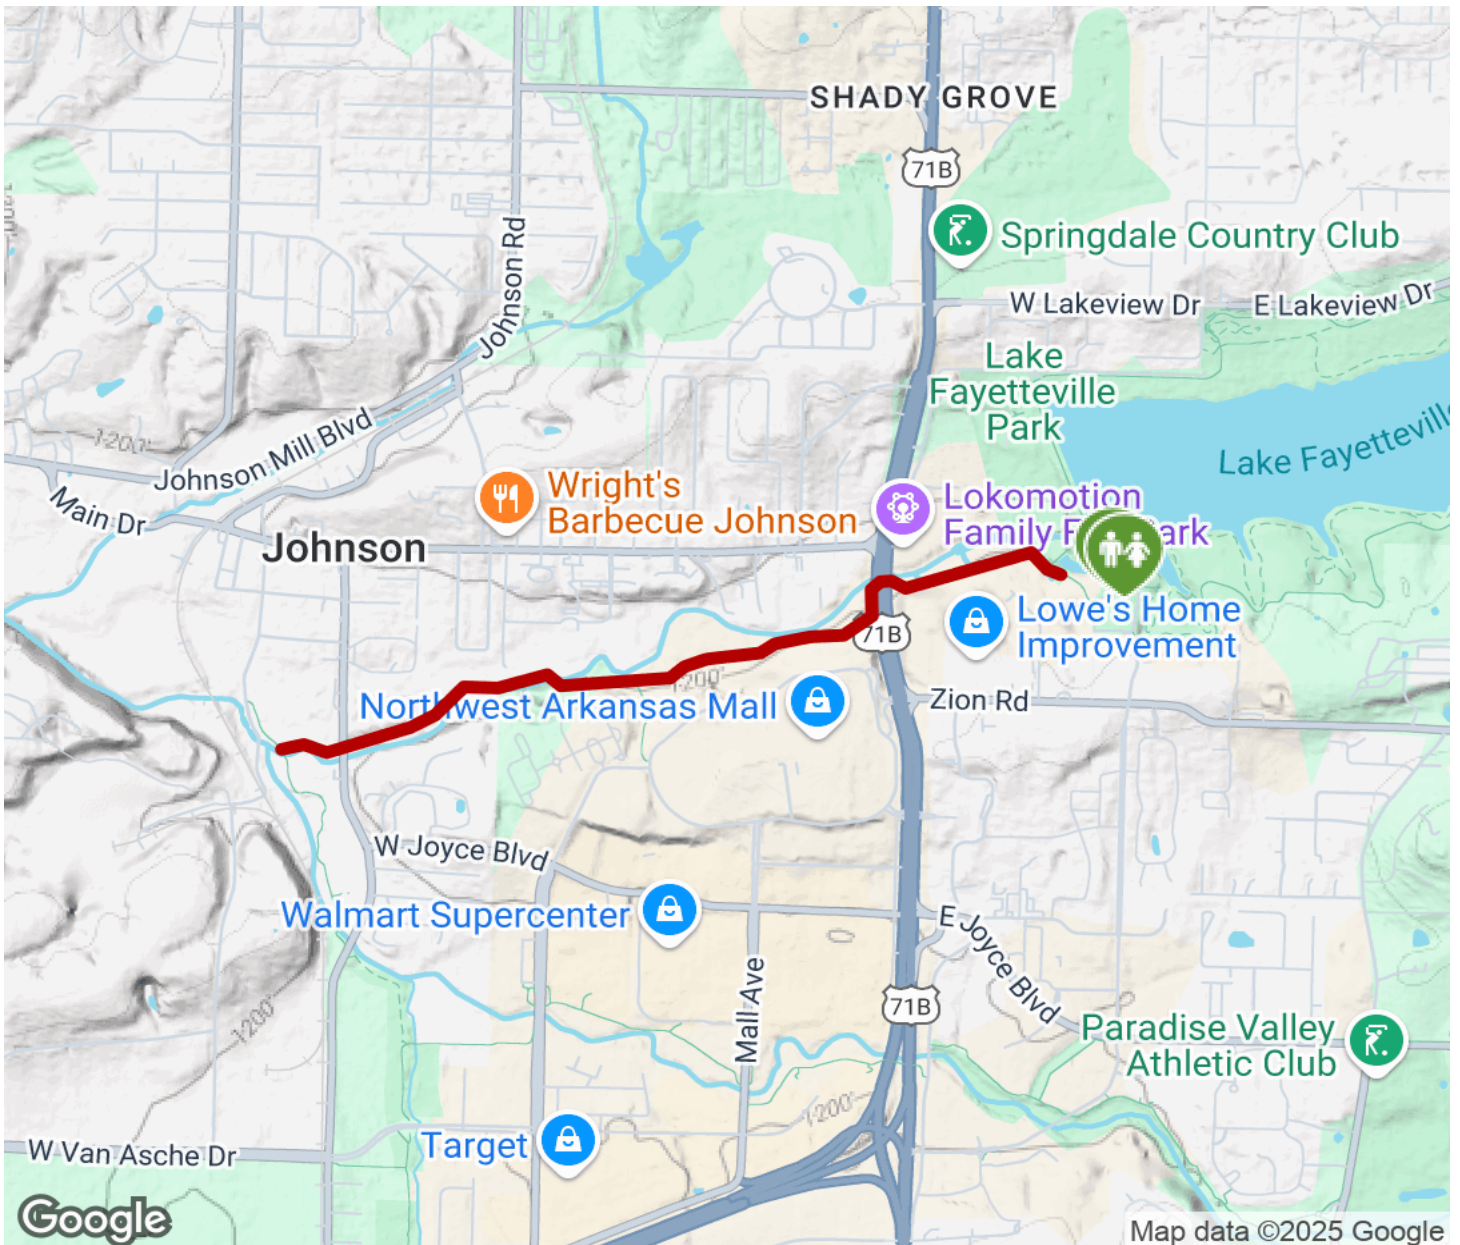 SHADY GROVE
71B
Springdale Country Club
W Lakeview Dr
E Lakeview Dr
Johnson Rd
Lake
Fayetteville
Park
Lake Fayetteville
Johnson Mill Blvd
1200'
Main Dr
Wright's
Barbecue Johnson
Lokomotion
Family F Park
Johnson
Lowe's Home
Improvement
71B
1200'
Northwest Arkansas Mall
Zion Rd
W Joyce Blvd
Walmart Supercenter
E Joyce Blvd
Mall Ave
71B
1200'
Paradise Valley
Athletic Club
1200'
Target
W Van Asche Dr
Google
Map data ©2025 Google